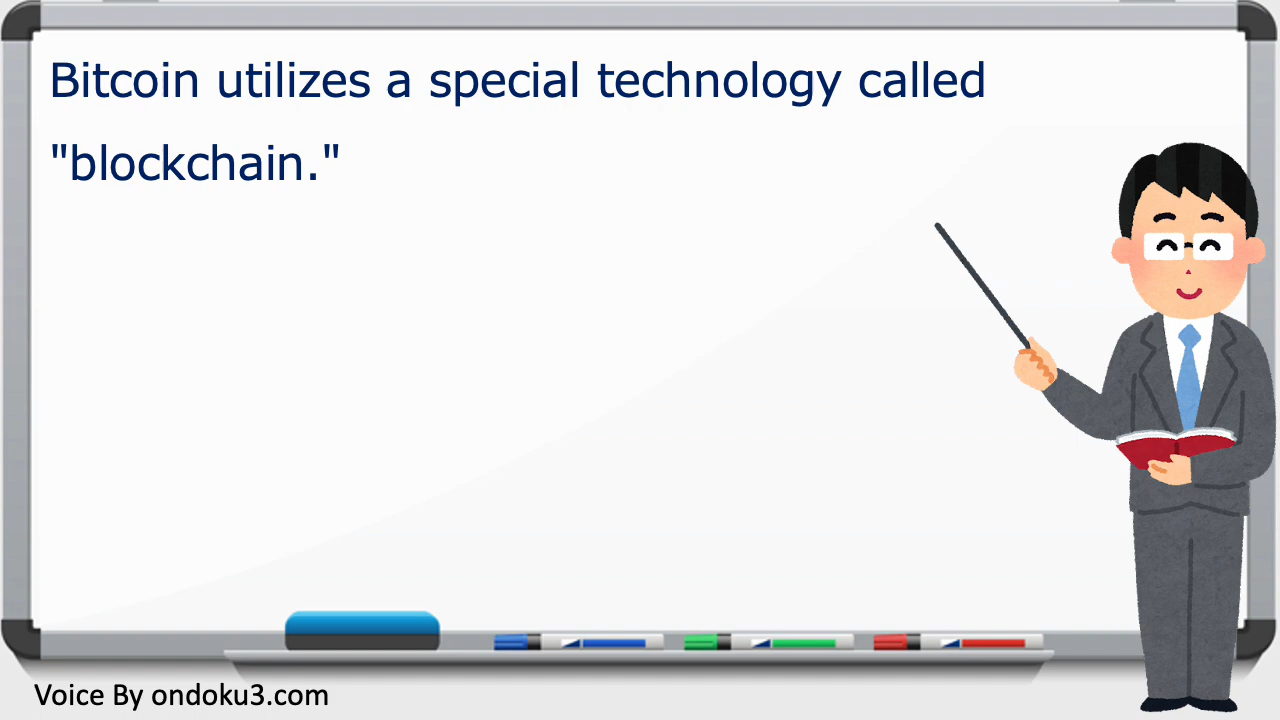 Bitcoin utilizes a special technology called
"blockchain."
Voice By ondoku3.com